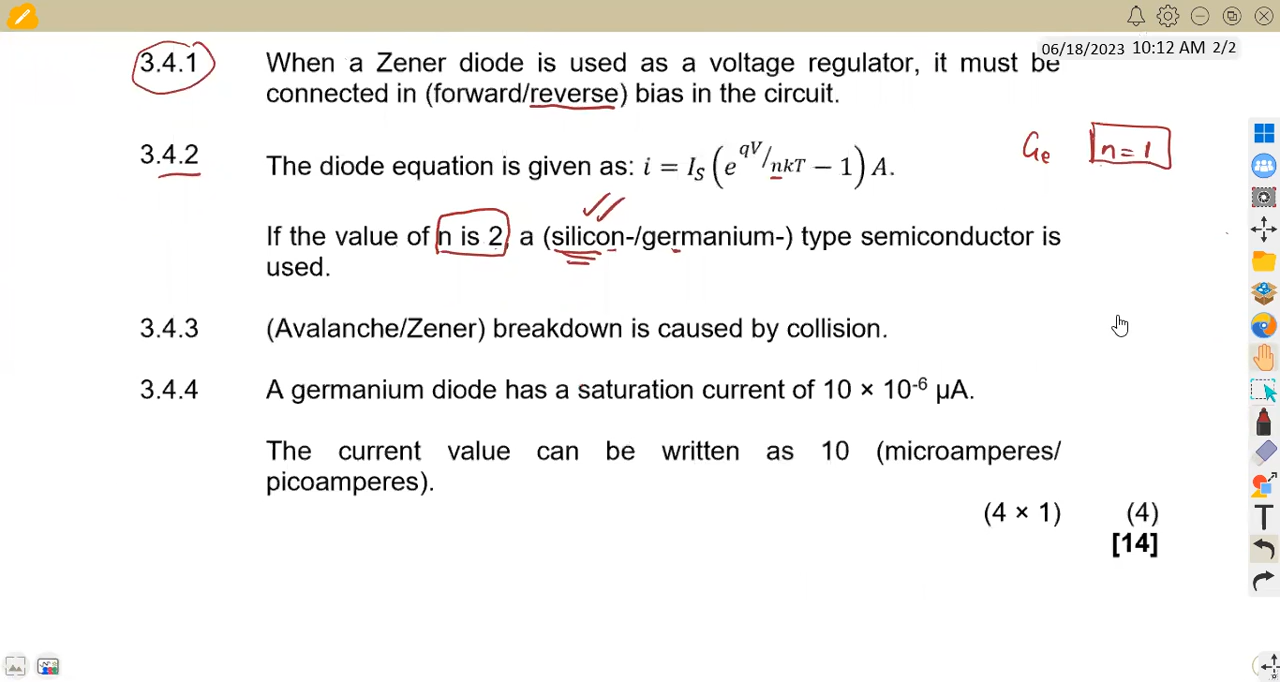 06/18/2023 10:12 AM 2/2
3.4.1 When a Zener diode is used as a voltage regulator, it must be
connected in (forward/reverse) bias in the circuit.
Ge n = 1
3.4.2 The diode equation is given as: i = I_S (e^{qV/nkT} − 1) A.
If the value of n is 2, a (silicon-/germanium-) type semiconductor is
used.
3.4.3 (Avalanche/Zener) breakdown is caused by collision.
3.4.4 A germanium diode has a saturation current of 10 × 10⁻⁶ µA.
The current value can be written as 10 (microamperes/
picoamperes).
(4 × 1) (4)
[14]
T